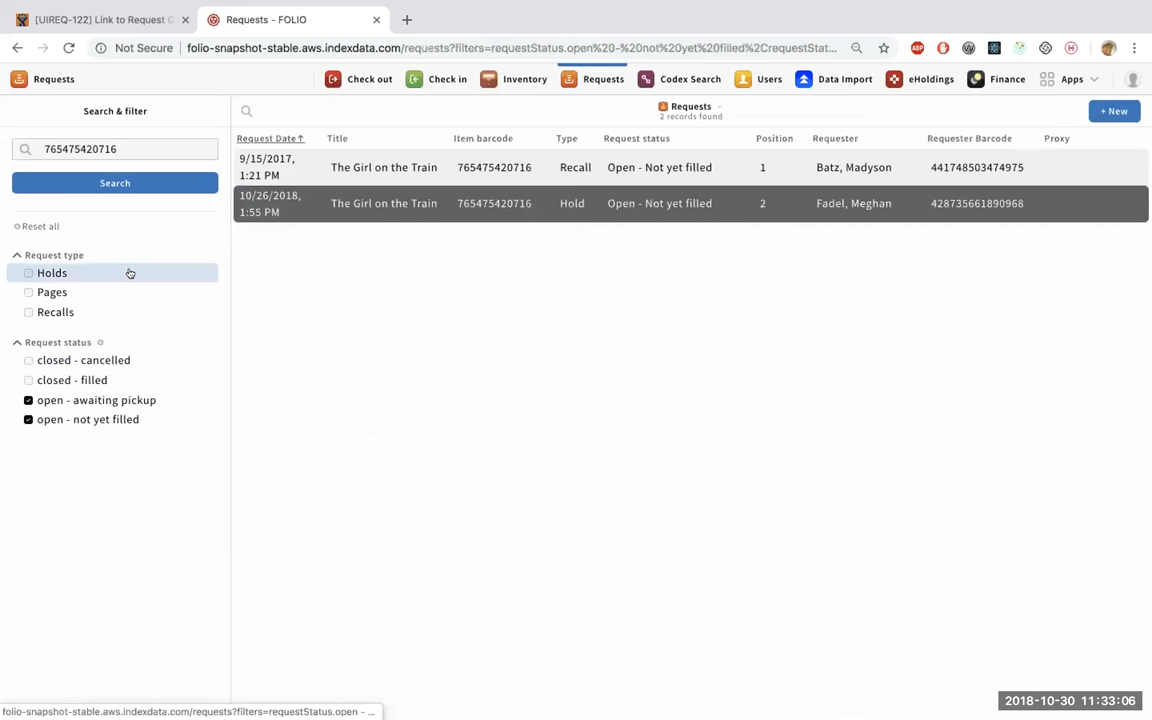 [UIREQ-122] Link to Request
Requests - FOLIO
Not Secure folio-snapshot-stable.aws.indexdata.com/requests?filters=requestStatus.open%20-%20not%20yet%20filled%2CrequestStat...
ABP
Requests
Check out
Check in
Inventory
Requests
Codex Search
Users
Data Import
eHoldings
Finance
Apps
Search & filter
765475420716
Search
Reset all
Request type
Holds
Pages
Recalls
Request status
closed - cancelled
closed - filled
open - awaiting pickup
open - not yet filled
Requests
2 records found
+ New
Request Date Title Item barcode Type Request status Position Requester Requester Barcode Proxy
9/15/2017,
1:21 PM
The Girl on the Train 765475420716 Recall Open - Not yet filled 1 Batz, Madyson 441748503474975
10/26/2018,
1:55 PM
The Girl on the Train 765475420716 Hold Open - Not yet filled 2 Fadel, Meghan 428735661890968
folio-snapshot-stable.aws.indexdata.com/requests?filters=requestStatus.open - ...
2018-10-30 11:33:06